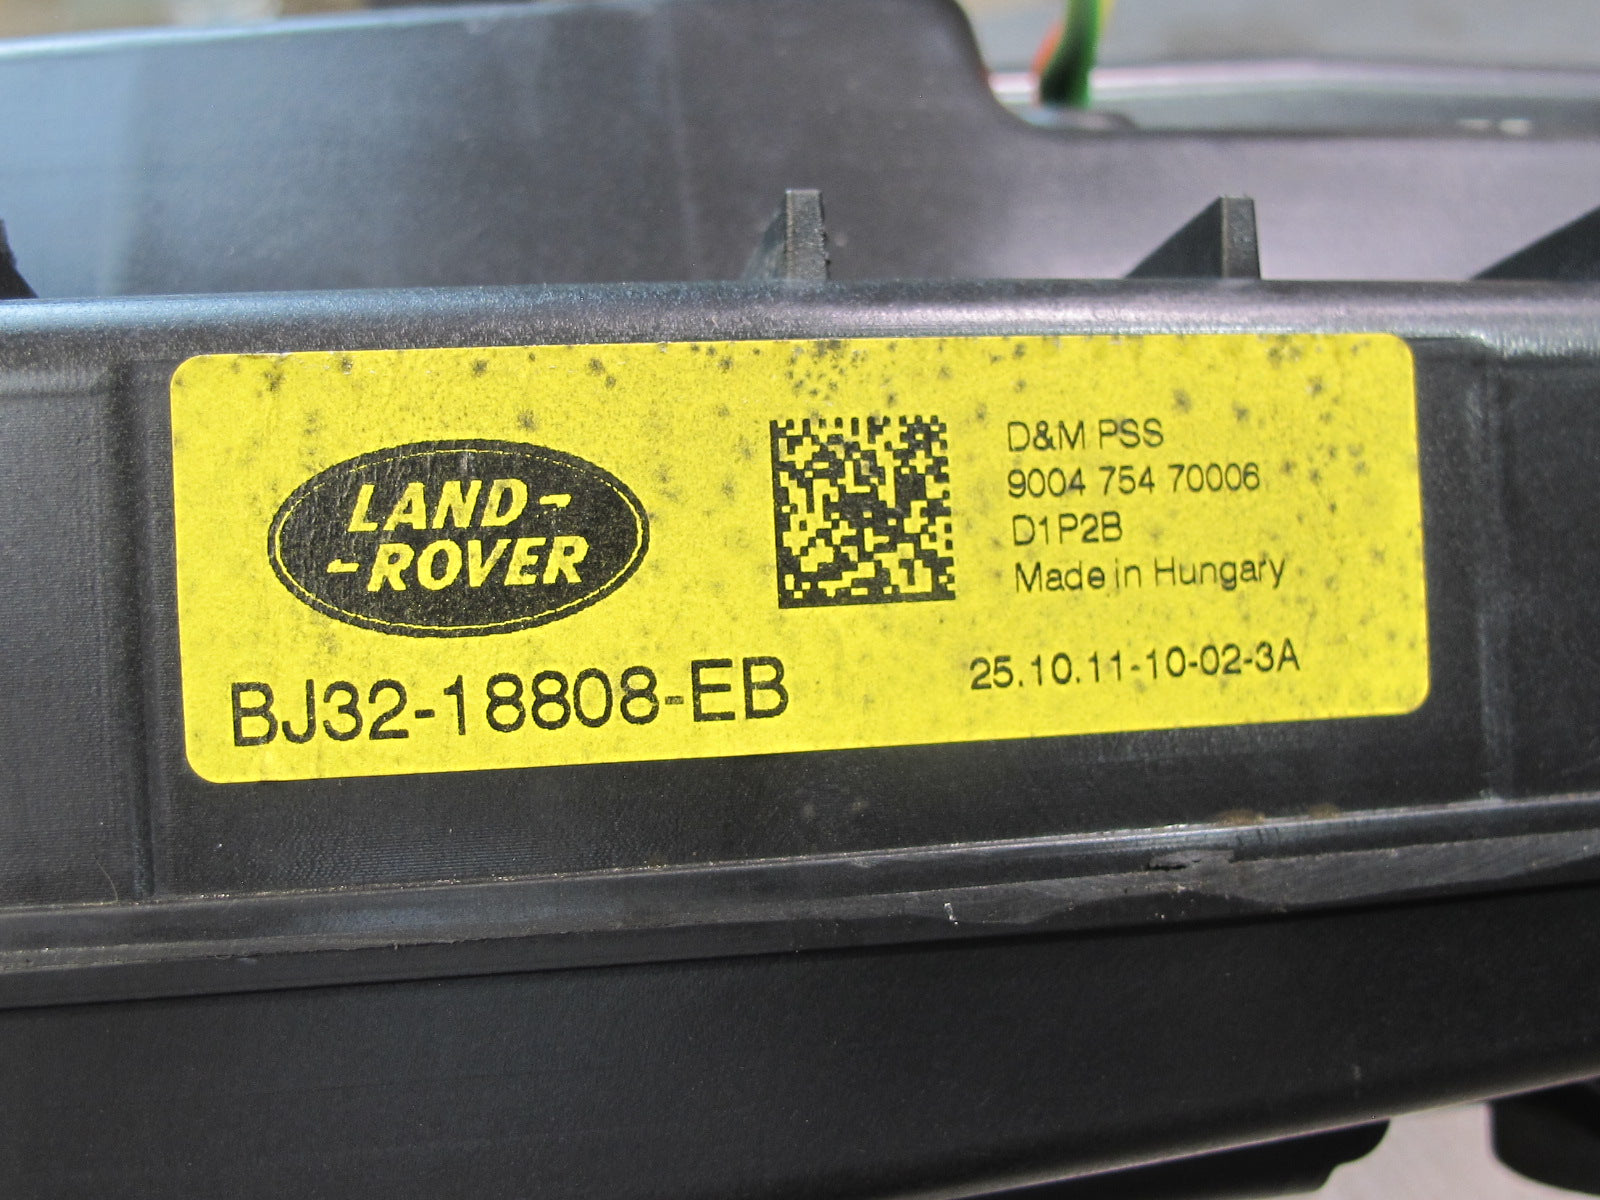 LAND-
-ROVER
BJ32-18808-EB
D&M PSS
9004 754 70006
D1P2B
Made in Hungary
25.10.11-10-02-3A